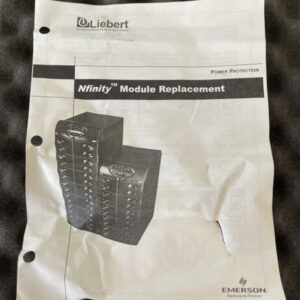 Liebert®
POWER PROTECTION
Nfinity™ Module Replacement
EMERSON
Network Power